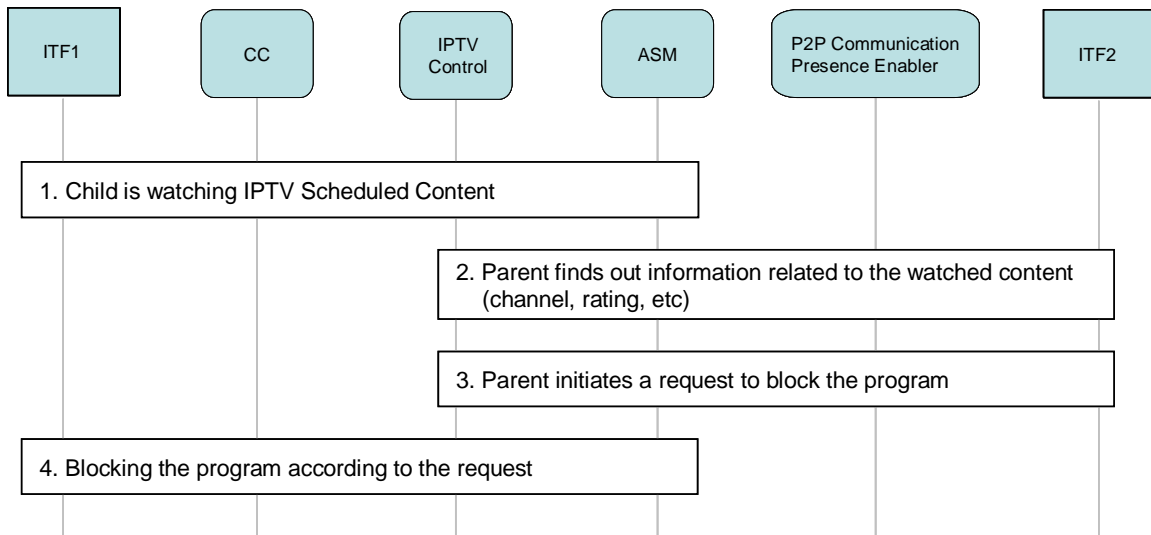 ITF1
CC
IPTV
Control
ASM
P2P Communication
Presence Enabler
ITF2
1. Child is watching IPTV Scheduled Content
2. Parent finds out information related to the watched content
(channel, rating, etc)
3. Parent initiates a request to block the program
4. Blocking the program according to the request